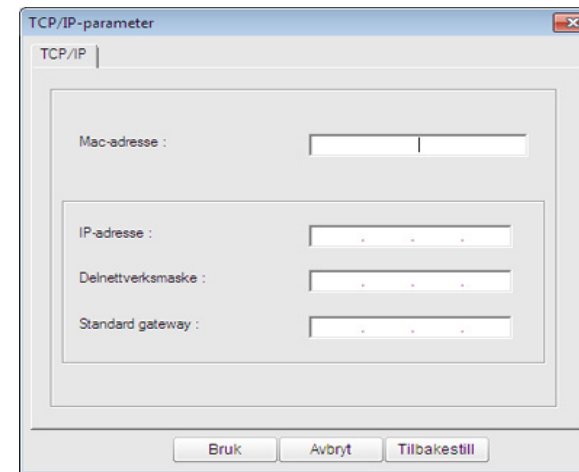 TCP/IP-parameter
TCP/IP
Mac-adresse :
IP-adresse :
. . .
Delnettverksmaske :
. . .
Standard gateway :
. . .
Bruk Avbryt Tilbakestill